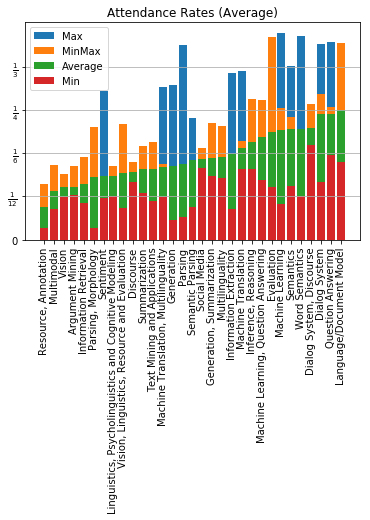 Attendance Rates (Average)
Max
MinMax
Average
Min
1/3
1/4
1/6
1/12
0
Resource, Annotation
Multimodal
Vision
Argument Mining
Information Retrieval
Parsing, Morphology
Sentiment
Linguistics, Psycholinguistics and Cognitive Modeling
Vision, Linguistics, Resource and Evaluation
Discourse
Summarization
Text Mining and Applications
Machine Translation, Multilinguality
Generation
Parsing
Semantic Parsing
Social Media
Generation, Summarization
Multilinguality
Information Extraction
Machine Translation
Inference, Reasoning
Machine Learning, Question Answering
Evaluation
Machine Learning
Semantics
Word Semantics
Dialog System, Discourse
Dialog System
Question Answering
Language/Document Model